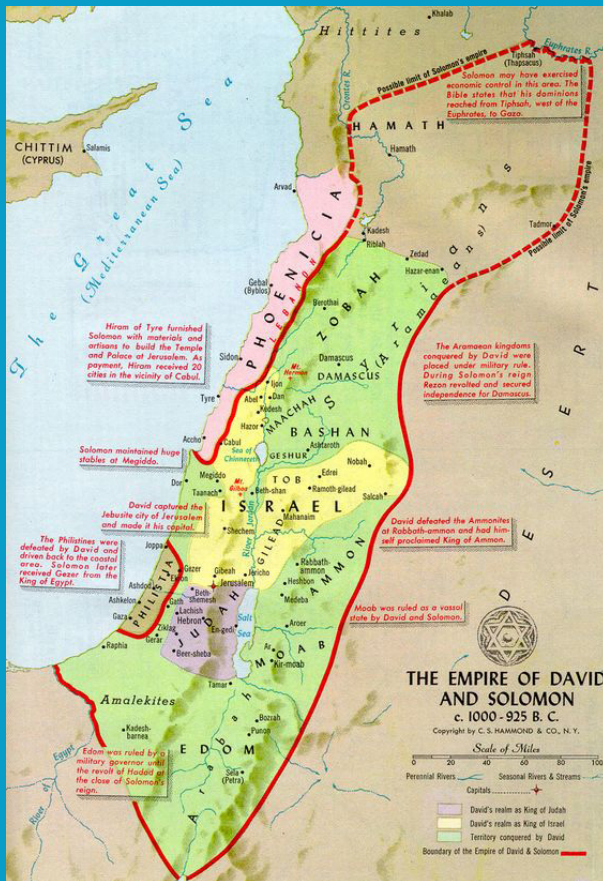 Khalab
Hittites
Euphrates R.
Tiphsah
(Thapsacus)
Possible limit of Solomon's empire
Solomon may have exercised
economic control in this area. The
Bible states that his daminions
reached from Tiphsah, west of the
Euphrates, to Gaza.
Orontes R.
HAMATH
Hamath
CHITTIM
(CYPRUS)
Salamis
The Great Sea
(Mediterranean Sea)
Arvad
Tadmor
Possible limit of Solomon's empire
Kadesh
Riblah
Zedad
Hazar-enan
PHOENICIA
LEBANON
ZOBAH
Gebal
(Byblos)
Berothai
Syrians
(Aramaeans)
DESERT
Hiram of Tyre furnished
Solomon with materials and
artisans to build the Temple
and Palace at Jerusalem. As
payment, Hiram received 20
cities in the vicinity of Cabul.
The Aramaean kingdoms
conquered by David were
placed under military rule.
During Solomon's reign
Rezon revolted and secured
independence for Damascus.
Sidon
Damascus
DAMASCUS
Mt.
Hermon
Ijon
Abel
Dan
Kedesh
MAACHAH
Tyre
Hazor
BASHAN
Accho
Cabul
Sea of
Chinnereth
Ashtaroth
GESHUR
Solomon maintained huge
stables at Megiddo.
Nobah
TOB
Edrei
Megiddo
Mt.
Gilboa
Dor
Taanach
Beth-shan
Ramoth-gilead
Salcah
ISRAEL
David captured the
Jebusite city of Jerusalem
and made it his capital.
Mahanaim
GILEAD
River Jordan
Shechem
David defeated the Ammonites
at Rabbath-ammon and had him-
self proclaimed King of Ammon.
The Philistines were
defeated by David and
driven back to the coastal
area. Solomon later
received Gezer from the
King of Egypt.
Joppa
AMMON
Rabbath-
ammon
Gezer
Gibeah
Jericho
Jerusalem
Ashdod
Ekron
Heshbon
PHILISTIA
Beth-
shemesh
Medeba
Ashkelon
Gath
Lachish
Hebron
JUDAH
Salt
Sea
Moab was ruled as a vassal
state by David and Solomon.
Gaza
Ziklag
En-gedi
Aroer
Gerar
Raphia
Beer-sheba
MOAB
Ar
Kir-moab
Tamar
Amalekites
Arabah
Bozrah
Punon
Kadesh-
barnea
EDOM
Edom was ruled by a
military governor until
the revolt of Hadad at
the close of Solomon's
reign.
Sela
(Petra)
River of Egypt
THE EMPIRE OF DAVID
AND SOLOMON
c. 1000-925 B. C.
Copyright by C. S. HAMMOND & CO., N. Y.
Scale of Miles
0
100
Perennial Rivers
Seasonal Rivers & Streams
Capitals
David's realm as King of Judah
David's realm as King of Israel
Territory conquered by David
Boundary of the Empire of David & Solomon